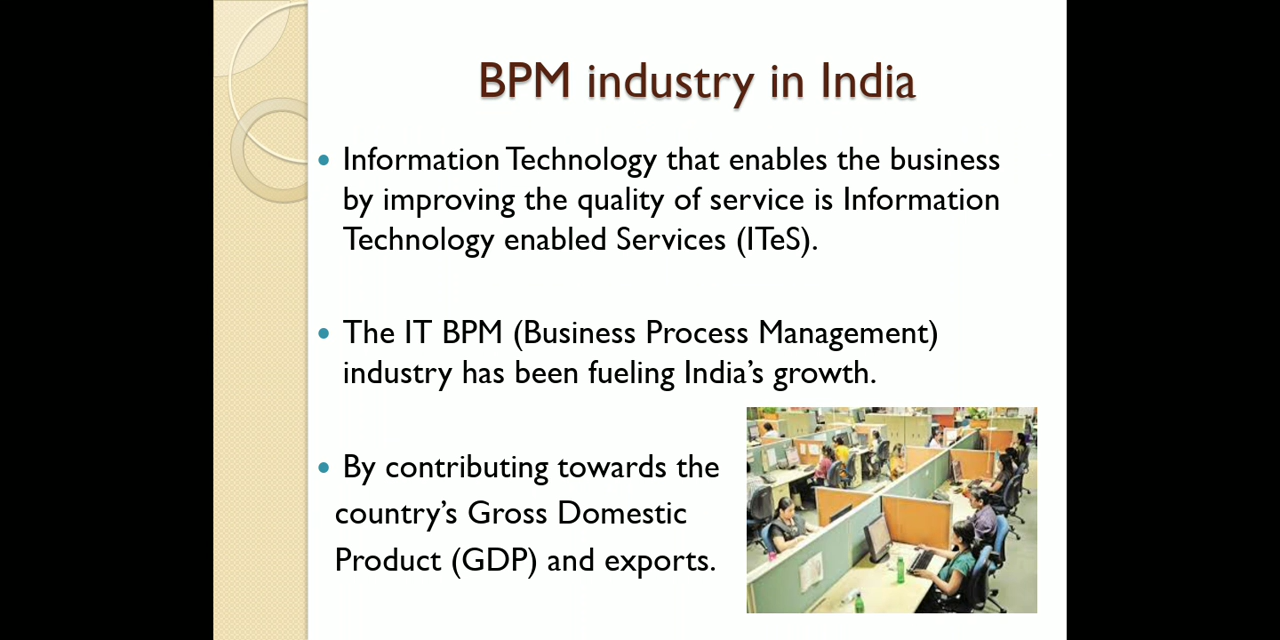 BPM industry in India
• Information Technology that enables the business
by improving the quality of service is Information
Technology enabled Services (ITeS).
• The IT BPM (Business Process Management)
industry has been fueling India’s growth.
• By contributing towards the
country’s Gross Domestic
Product (GDP) and exports.